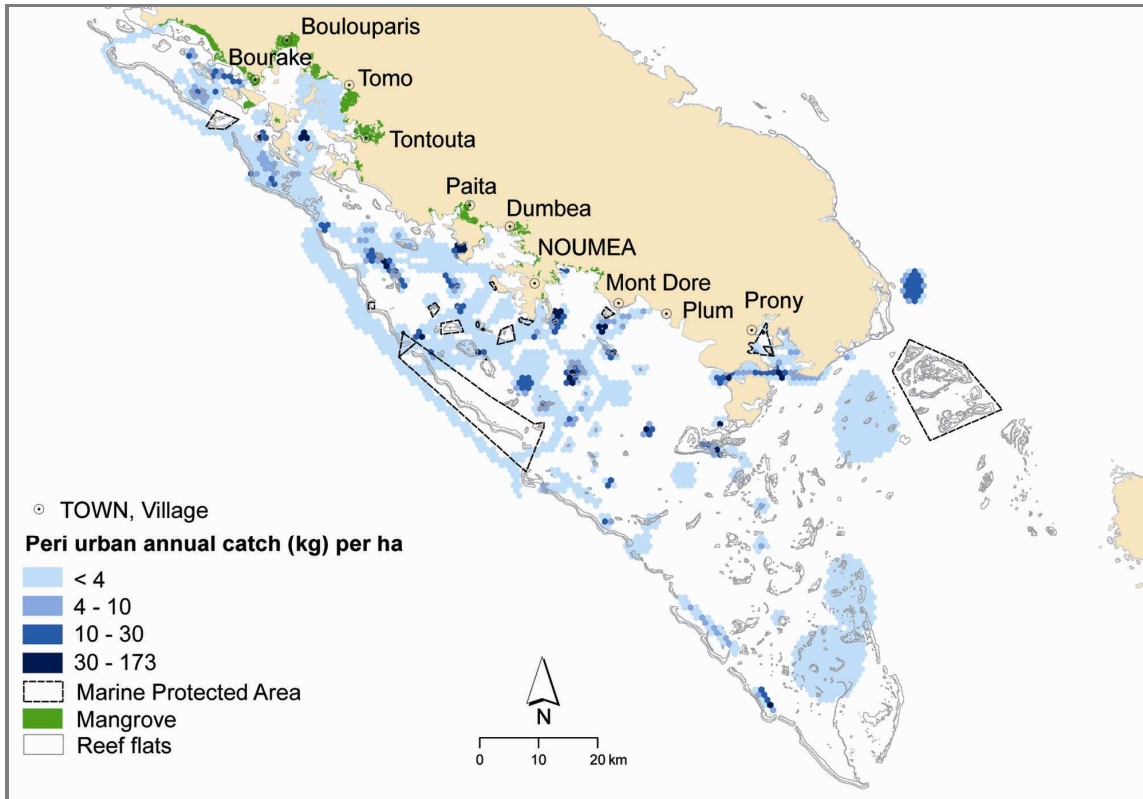 Boulouparis
Bourake
Tomo
Tontouta
Paita
Dumbea
NOUMEA
Mont Dore
Plum
Prony
TOWN, Village
Peri urban annual catch (kg) per ha
< 4
4 - 10
10 - 30
30 - 173
Marine Protected Area
Mangrove
Reef flats
N
0 10 20 km